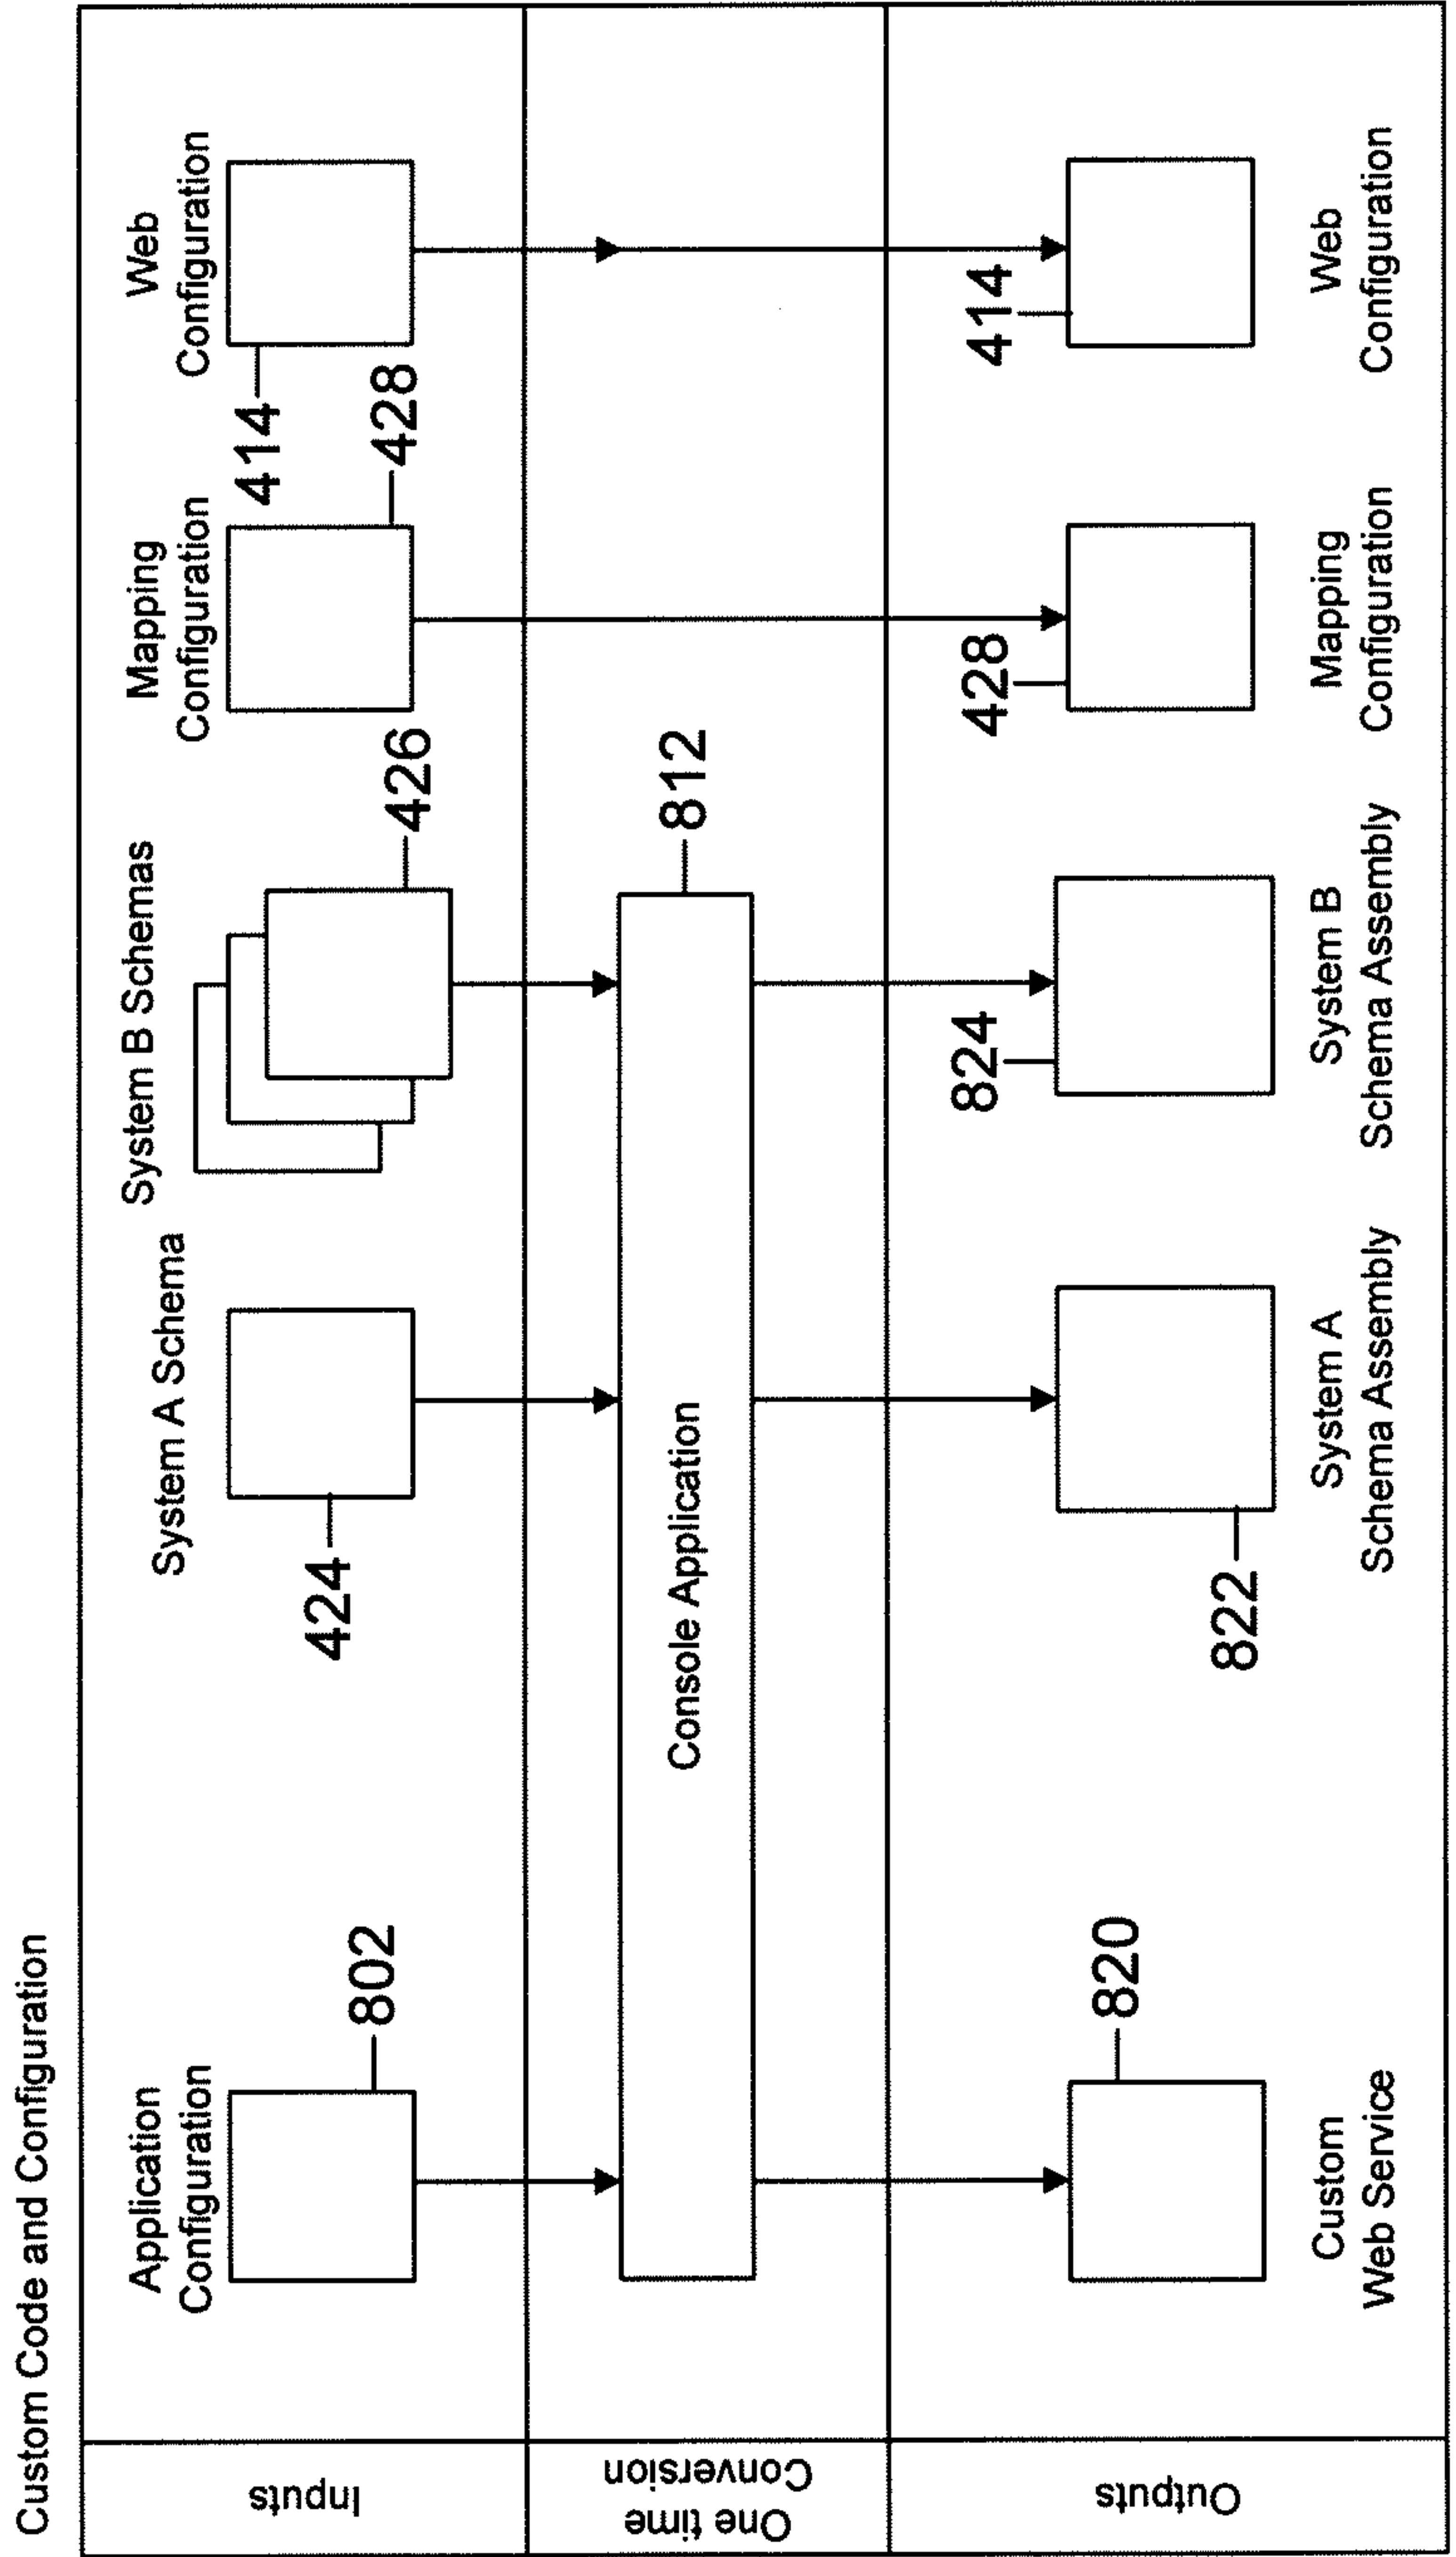 Custom Code and Configuration
Inputs
Application
Configuration
802
System A Schema
424
System B Schemas
426
Mapping
Configuration
428
Web
Configuration
414
One time
Conversion
Console Application
812
Outputs
820
Custom
Web Service
822
System A
Schema Assembly
824
System B
Schema Assembly
428
Mapping
Configuration
414
Web
Configuration